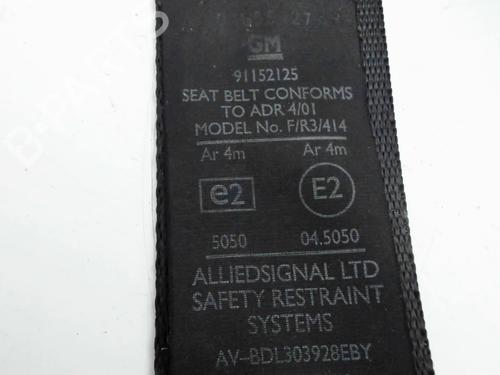 GM
91152125
SEAT BELT CONFORMS
TO ADR 4/01
MODEL No. F/R3/414
Ar 4m Ar 4m
e2 E2
5050 04.5050
ALLIEDSIGNAL LTD
SAFETY RESTRAINT
SYSTEMS
AV-BDL303928EBY